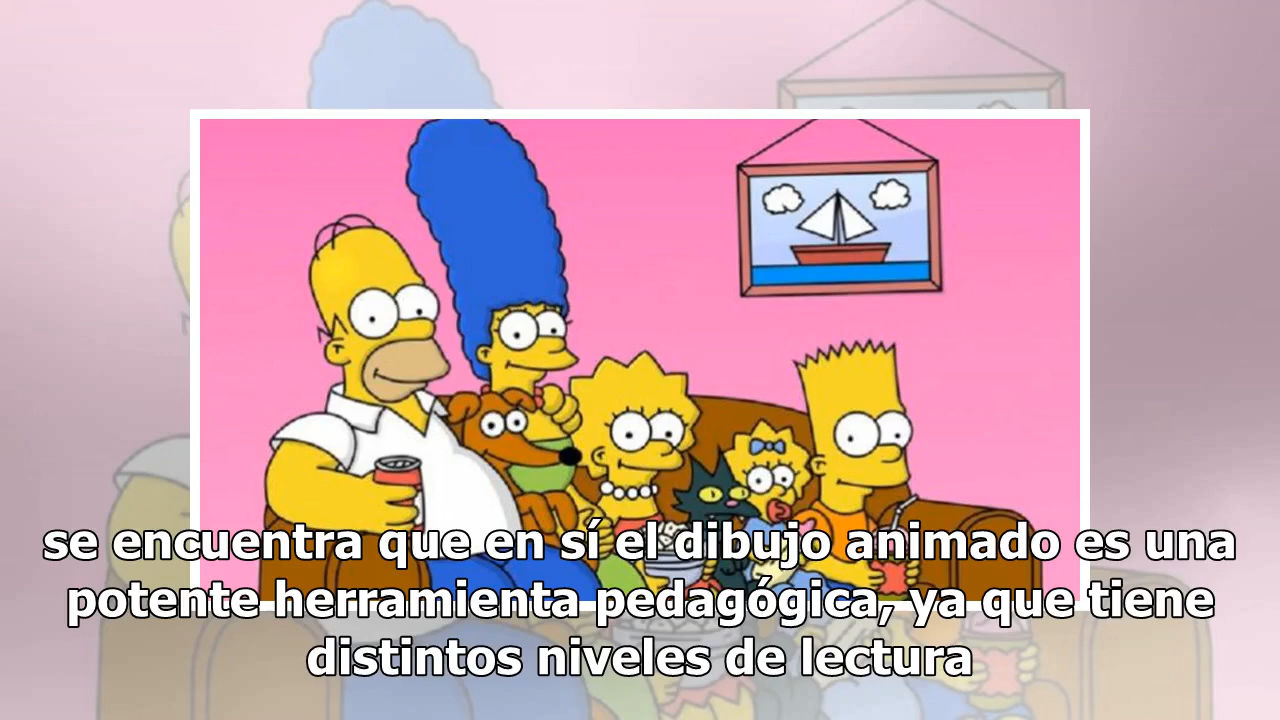 se encuentra que en sí el dibujo animado es una
potente herramienta pedagógica, ya que tiene
distintos niveles de lectura